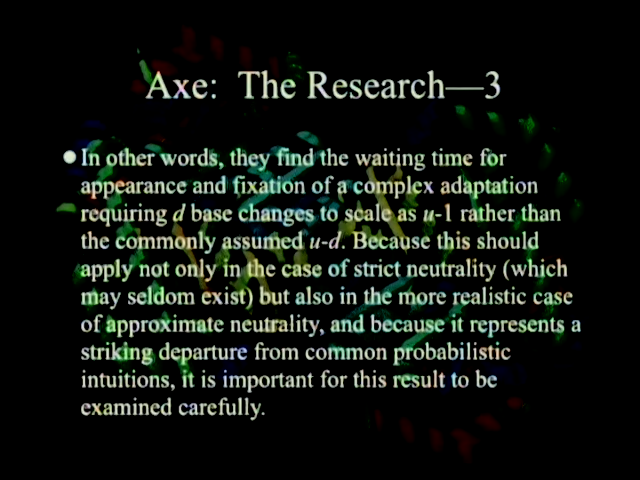 Axe: The Research—3
In other words, they find the waiting time for
appearance and fixation of a complex adaptation
requiring d base changes to scale as u-1 rather than
the commonly assumed u-d. Because this should
apply not only in the case of strict neutrality (which
may seldom exist) but also in the more realistic case
of approximate neutrality, and because it represents a
striking departure from common probabilistic
intuitions, it is important for this result to be
examined carefully.